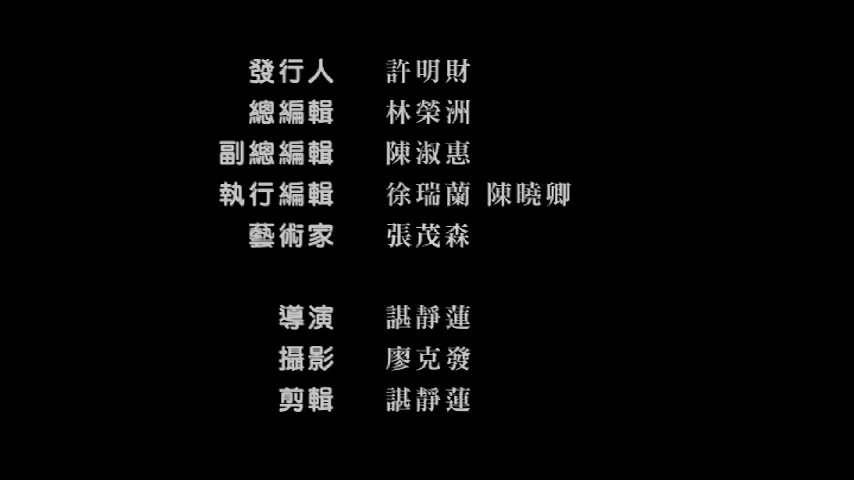 發行人 許明財
總編輯 林榮洲
副總編輯 陳淑惠
執行編輯 徐瑞蘭 陳曉卿
藝術家 張茂森
導演 諶靜蓮
攝影 廖克發
剪輯 諶靜蓮